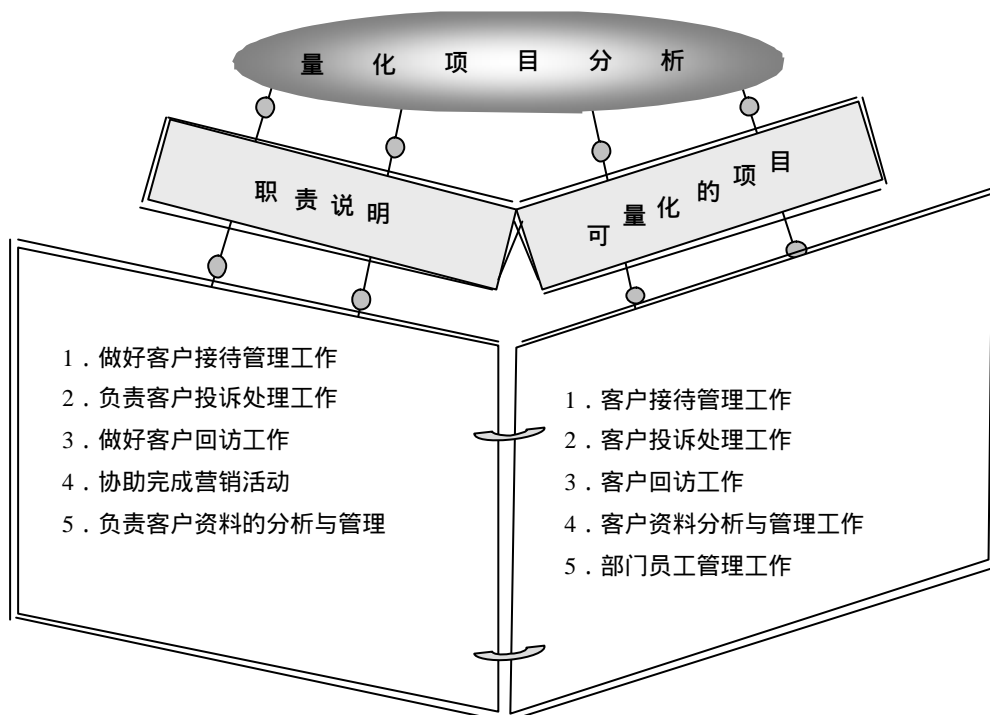 量化项目分析
职责说明
可量化的项目
1．做好客户接待管理工作
2．负责客户投诉处理工作
3．做好客户回访工作
4．协助完成营销活动
5．负责客户资料的分析与管理
1．客户接待管理工作
2．客户投诉处理工作
3．客户回访工作
4．客户资料分析与管理工作
5．部门员工管理工作